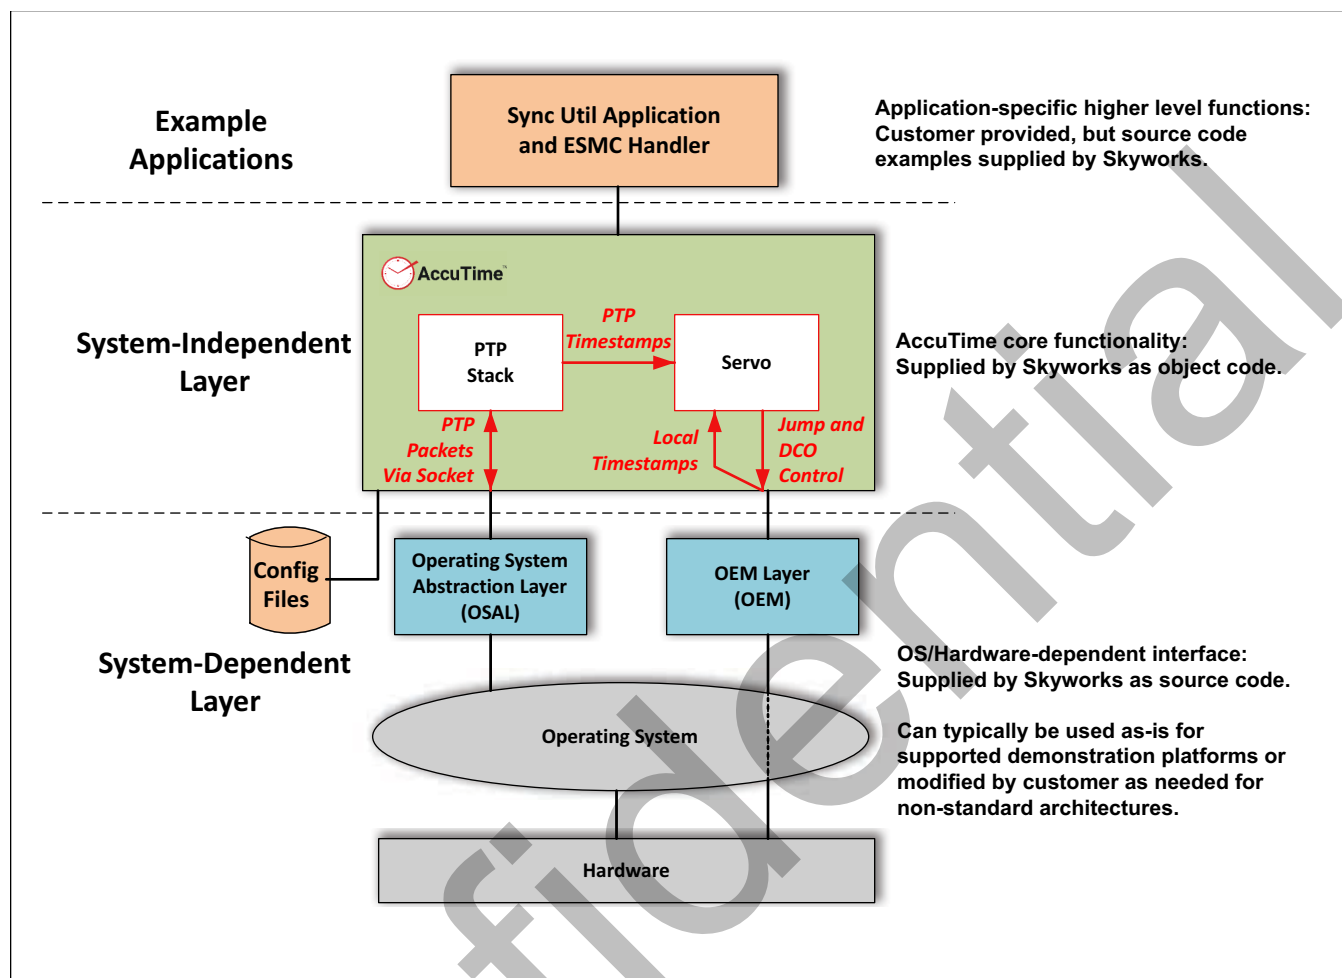 Example
Applications
Sync Util Application
and ESMC Handler
Application-specific higher level functions:
Customer provided, but source code
examples supplied by Skyworks.
System-Independent
Layer
AccuTime™
PTP
Stack
PTP
Timestamps
Servo
PTP
Packets
Via Socket
Local
Timestamps
Jump and
DCO
Control
AccuTime core functionality:
Supplied by Skyworks as object code.
Config
Files
Operating System
Abstraction Layer
(OSAL)
OEM Layer
(OEM)
System-Dependent
Layer
OS/Hardware-dependent interface:
Supplied by Skyworks as source code.
Can typically be used as-is for
supported demonstration platforms or
modified by customer as needed for
non-standard architectures.
Operating System
Hardware
fidential